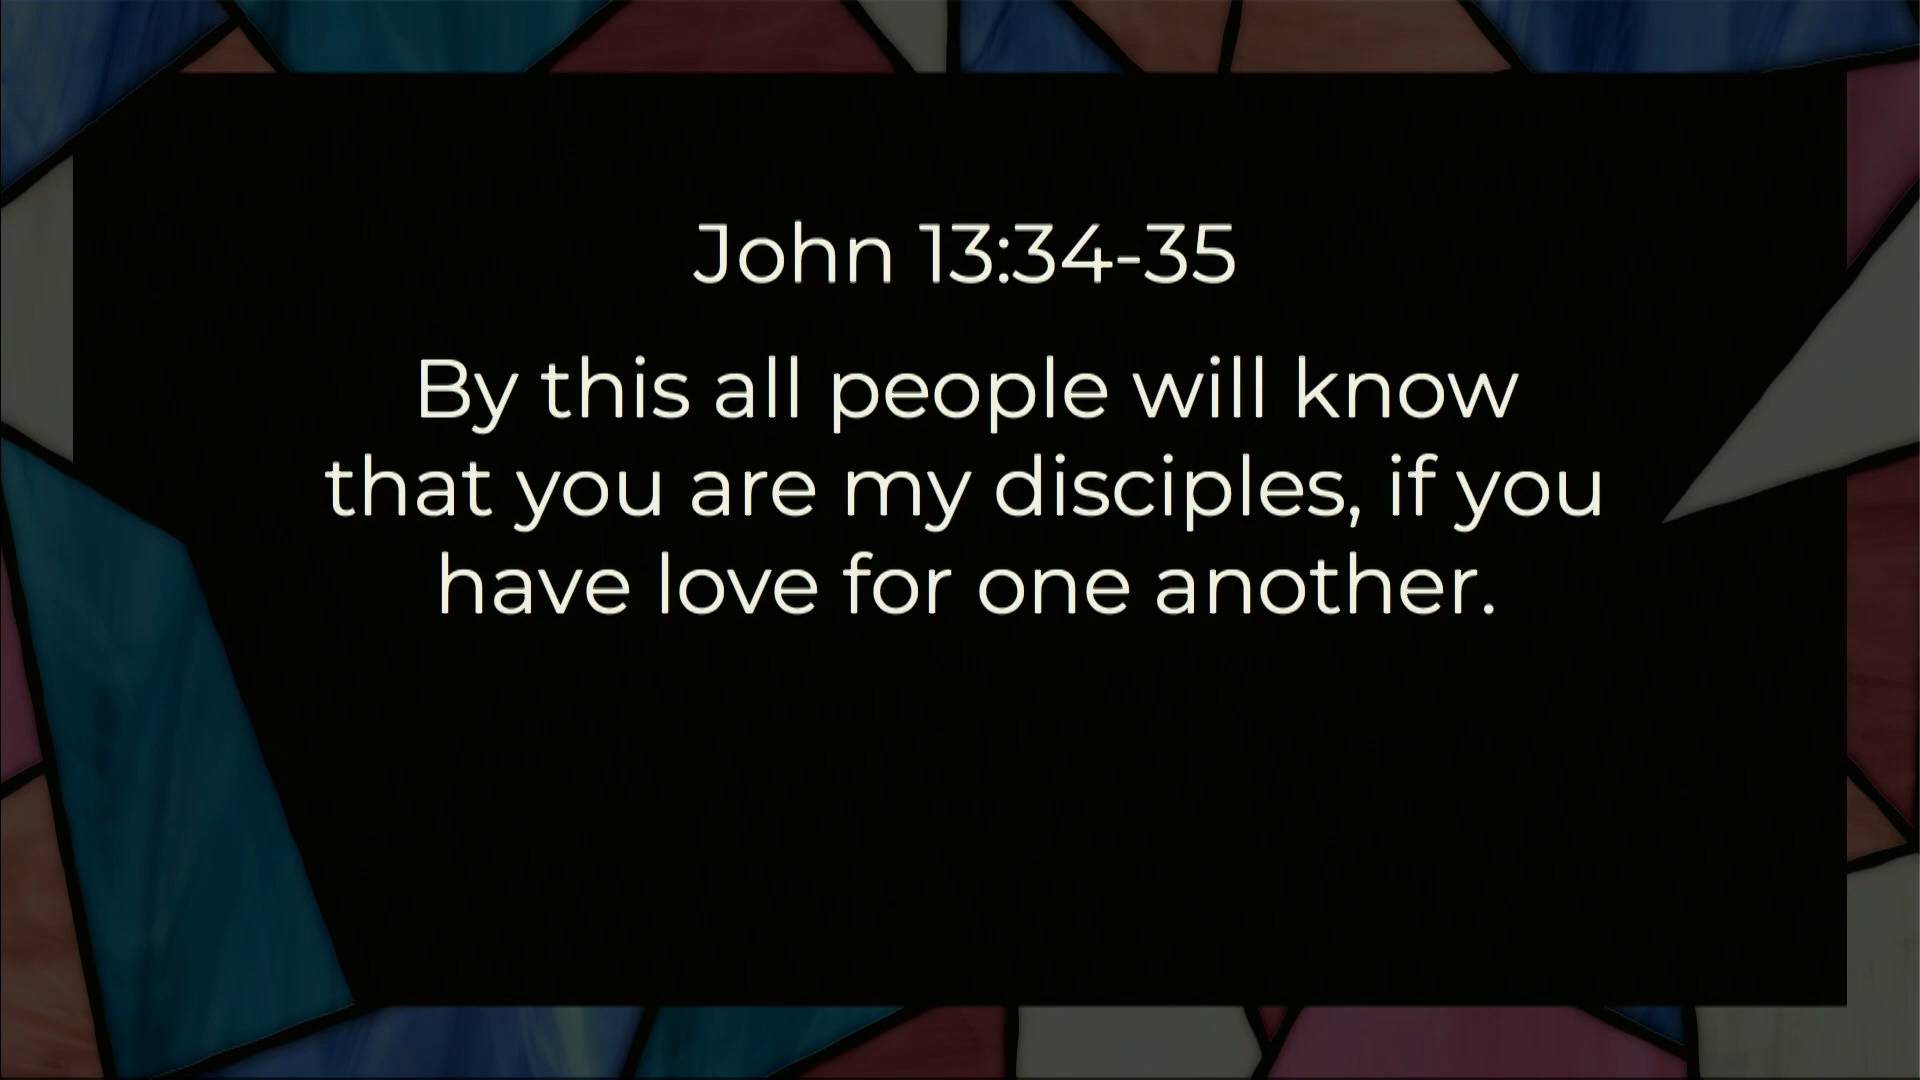 John 13:34-35
By this all people will know
that you are my disciples, if you
have love for one another.